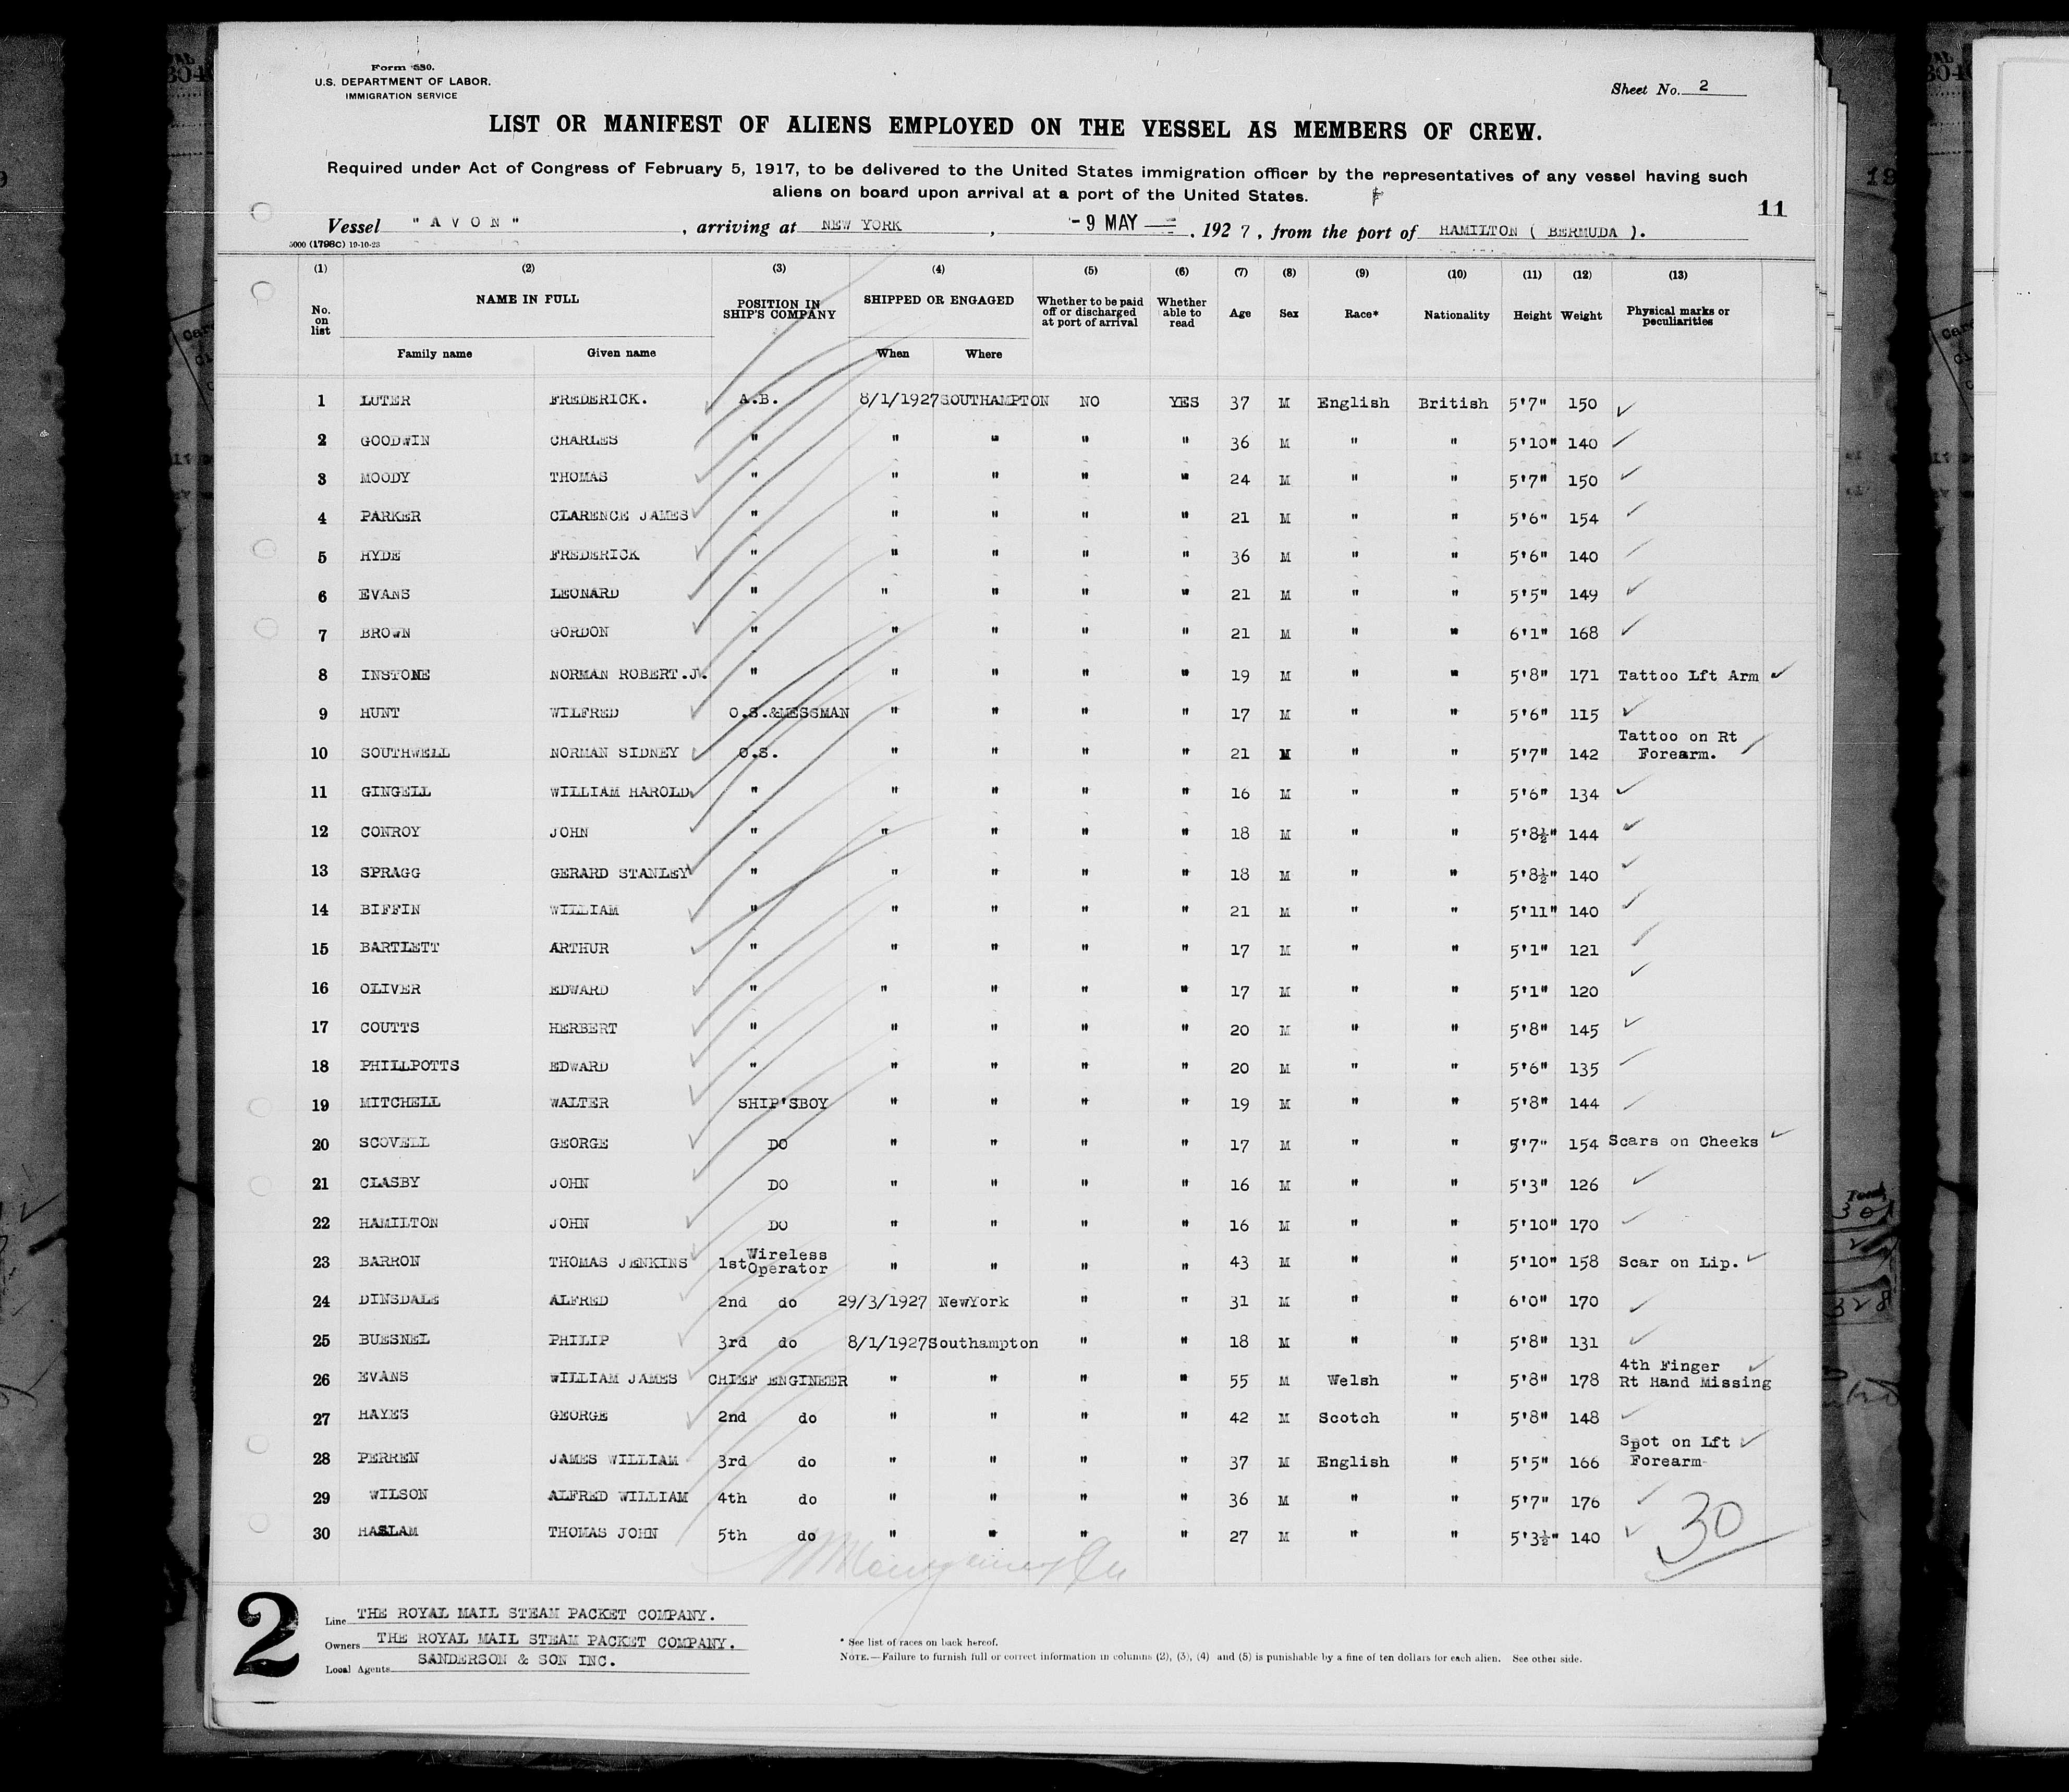 Form 680.
U.S. DEPARTMENT OF LABOR.
IMMIGRATION SERVICE
Sheet No. 2
LIST OR MANIFEST OF ALIENS EMPLOYED ON THE VESSEL AS MEMBERS OF CREW.
Required under Act of Congress of February 5, 1917, to be delivered to the United States immigration officer by the representatives of any vessel having such
aliens on board upon arrival at a port of the United States.
11
Vessel "AVON", arriving at NEW YORK, -9 MAY, 1927, from the port of HAMILTON ( BERMUDA ).
5000 (1798C) 10-10-23
(1) (2) (3) (4) (5) (6) (7) (8) (9) (10) (11) (12) (13)
No. on list NAME IN FULL POSITION IN SHIP'S COMPANY SHIPPED OR ENGAGED Whether to be paid off or discharged at port of arrival Whether able to read Age Sex Race* Nationality Height Weight Physical marks or peculiarities
Family name Given name When Where
1 LUTER FREDERICK. A.B. 8/1/1927 SOUTHAMPTON NO YES 37 M English British 5'7" 150
2 GOODWIN CHARLES " " " " " 36 M " " 5'10" 140
3 MOODY THOMAS " " " " " 24 M " " 5'7" 150
4 PARKER CLARENCE JAMES " " " " " 21 M " " 5'6" 154
5 HYDE FREDERICK " " " " " 36 M " " 5'6" 140
6 EVANS LEONARD " " " " " 21 M " " 5'5" 149
7 BROWN GORDON " " " " " 21 M " " 6'1" 168
8 INSTONE NORMAN ROBERT.J. " " " " " 19 M " " 5'8" 171 Tattoo Lft Arm
9 HUNT WILFRED O.S.&MESSMAN " " " " 17 M " " 5'6" 115
10 SOUTHWELL NORMAN SIDNEY O.S. " " " " 21 M " " 5'7" 142 Tattoo on Rt Forearm.
11 GINGELL WILLIAM HAROLD " " " " " 16 M " " 5'6" 134
12 CONROY JOHN " " " " " 18 M " " 5'8½" 144
13 SPRAGG GERARD STANLEY " " " " " 18 M " " 5'8½" 140
14 BIFFIN WILLIAM " " " " " 21 M " " 5'11" 140
15 BARTLETT ARTHUR " " " " " 17 M " " 5'1" 121
16 OLIVER EDWARD " " " " " 17 M " " 5'1" 120
17 COUTTS HERBERT " " " " " 20 M " " 5'8" 145
18 PHILLPOTTS EDWARD " " " " " 20 M " " 5'6" 135
19 MITCHELL WALTER SHIP'SBOY " " " " 19 M " " 5'8" 144
20 SCOVELL GEORGE DO " " " " 17 M " " 5'7" 154 Scars on Cheeks
21 CLASBY JOHN DO " " " " 16 M " " 5'3" 126
22 HAMILTON JOHN DO " " " " 16 M " " 5'10" 170
23 BARRON THOMAS JENKINS 1st Wireless Operator " " " " 43 M " " 5'10" 158 Scar on Lip.
24 DINSDALE ALFRED 2nd do 29/3/1927 NewYork " " 31 M " " 6'0" 170
25 BUESNEL PHILIP 3rd do 8/1/1927 Southampton " " 18 M " " 5'8" 131
26 EVANS WILLIAM JAMES CHIEF ENGINEER " " " " 55 M Welsh " 5'8" 178 4th Finger Rt Hand Missing
27 HAYES GEORGE 2nd do " " " " 42 M Scotch " 5'8" 148
28 PERREN JAMES WILLIAM 3rd do " " " " 37 M English " 5'5" 166 Spot on Lft Forearm
29 WILSON ALFRED WILLIAM 4th do " " " " 36 M " " 5'7" 176
30 HASLAM THOMAS JOHN 5th do " " " " 27 M " " 5'3½" 140
30
2
Line THE ROYAL MAIL STEAM PACKET COMPANY.
Owners THE ROYAL MAIL STEAM PACKET COMPANY.
Local Agents SANDERSON & SON INC.
* See list of races on back hereof.
NOTE.—Failure to furnish full or correct information in columns (2), (3), (4) and (5) is punishable by a fine of ten dollars for each alien. See other side.